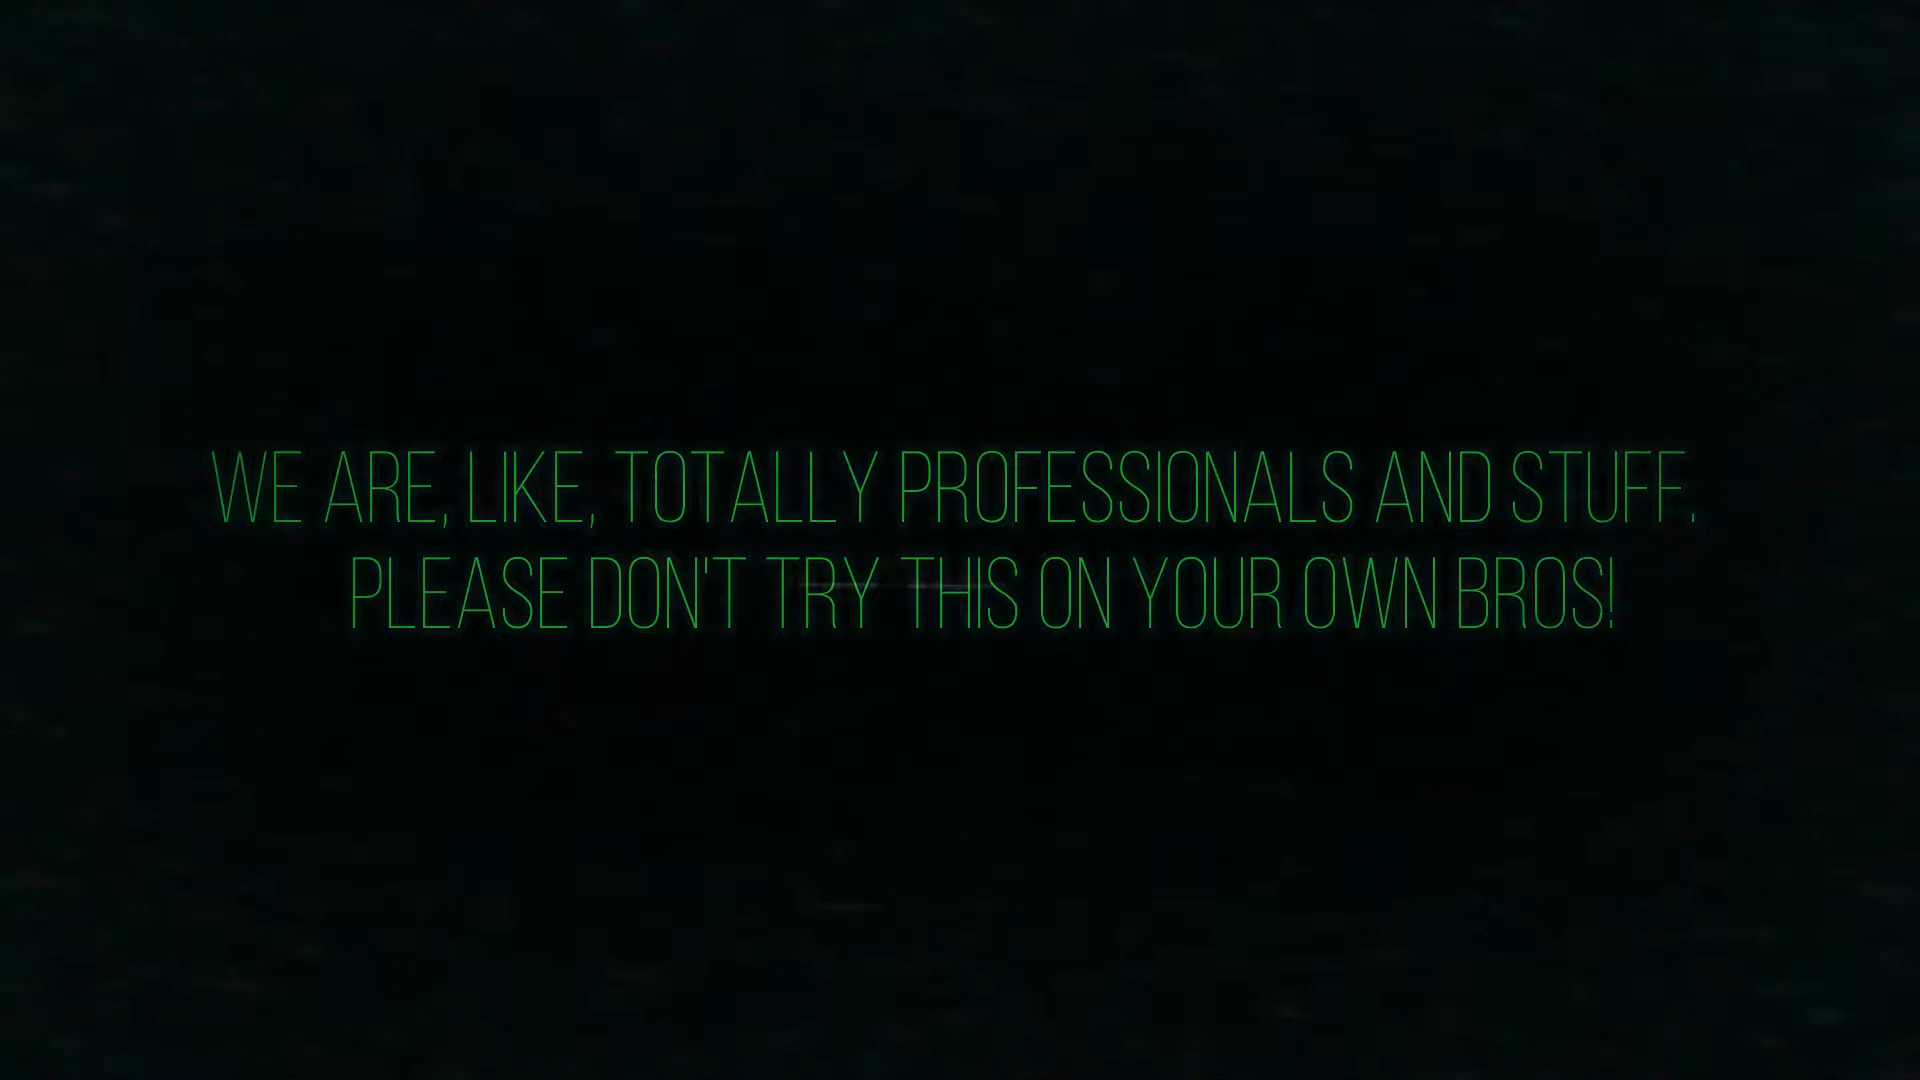 WE ARE, LIKE, TOTALLY PROFESSIONALS AND STUFF.
PLEASE DON'T TRY THIS ON YOUR OWN BROS!